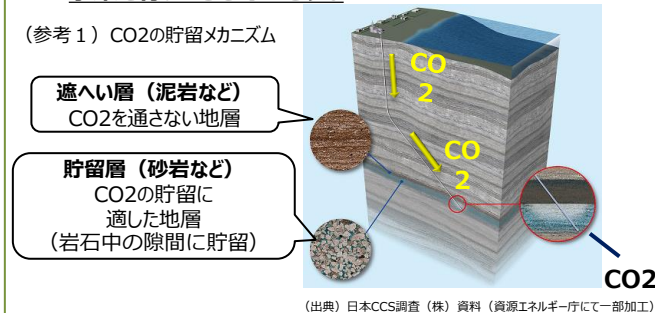 （参考１）CO2の貯留メカニズム
CO
2
遮へい層（泥岩など）
CO2を通さない地層
CO
2
貯留層（砂岩など）
CO2の貯留に
適した地層
（岩石中の隙間に貯留）
CO2
（出典）日本CCS調査（株）資料（資源エネルギー庁にて一部加工）